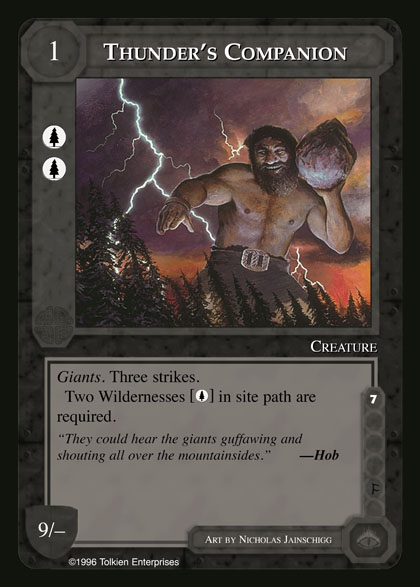 1
THUNDER'S COMPANION
CREATURE
Giants. Three strikes.
Two Wildernesses [] in site path are
required.
“They could hear the giants guffawing and
shouting all over the mountainsides.” —Hob
7
9/–
ART BY NICHOLAS JAINSCHIGG
©1996 Tolkien Enterprises